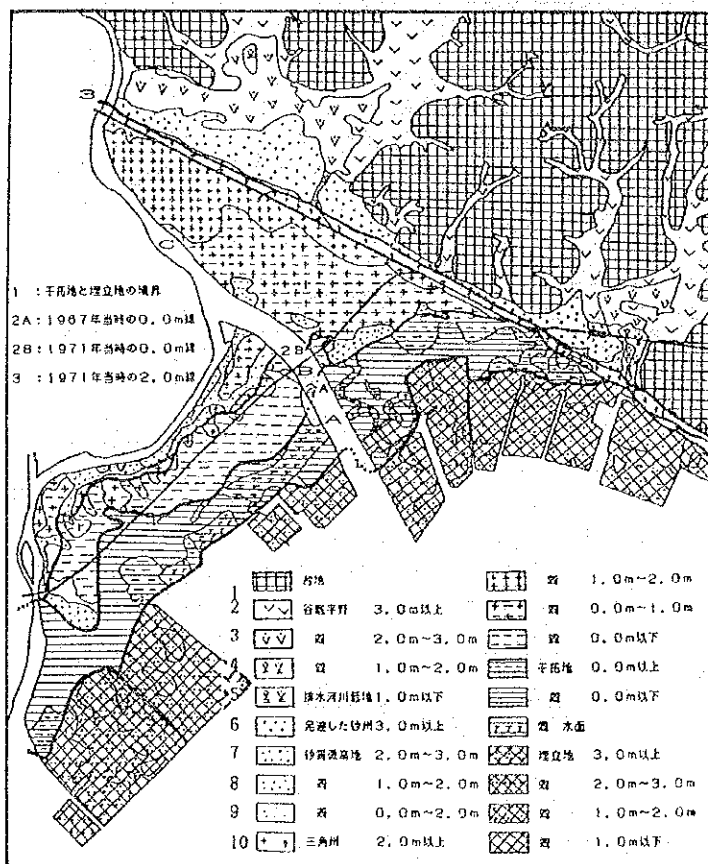 1 : 干拓地と埋立地の境界
2A : 1967年当時の0.0m線
2B : 1971年当時の0.0m線
3 : 1971年当時の2.0m線
3
2B
2A
1
1 台地
2 谷底平野 3.0m以上
3 〃 2.0m~3.0m
4 〃 1.0m~2.0m
5 排水河川低地 1.0m以下
6 発達した砂州 3.0m以上
7 砂質微高地 2.0m~3.0m
8 〃 1.0m~2.0m
9 〃 0.0m~2.0m
10 三角州 2.0m以上
〃 1.0m~2.0m
〃 0.0m~1.0m
〃 0.0m以下
干拓地 0.0m以上
〃 0.0m以下
〃 水面
埋立地 3.0m以上
〃 2.0m~3.0m
〃 1.0m~2.0m
〃 1.0m以下